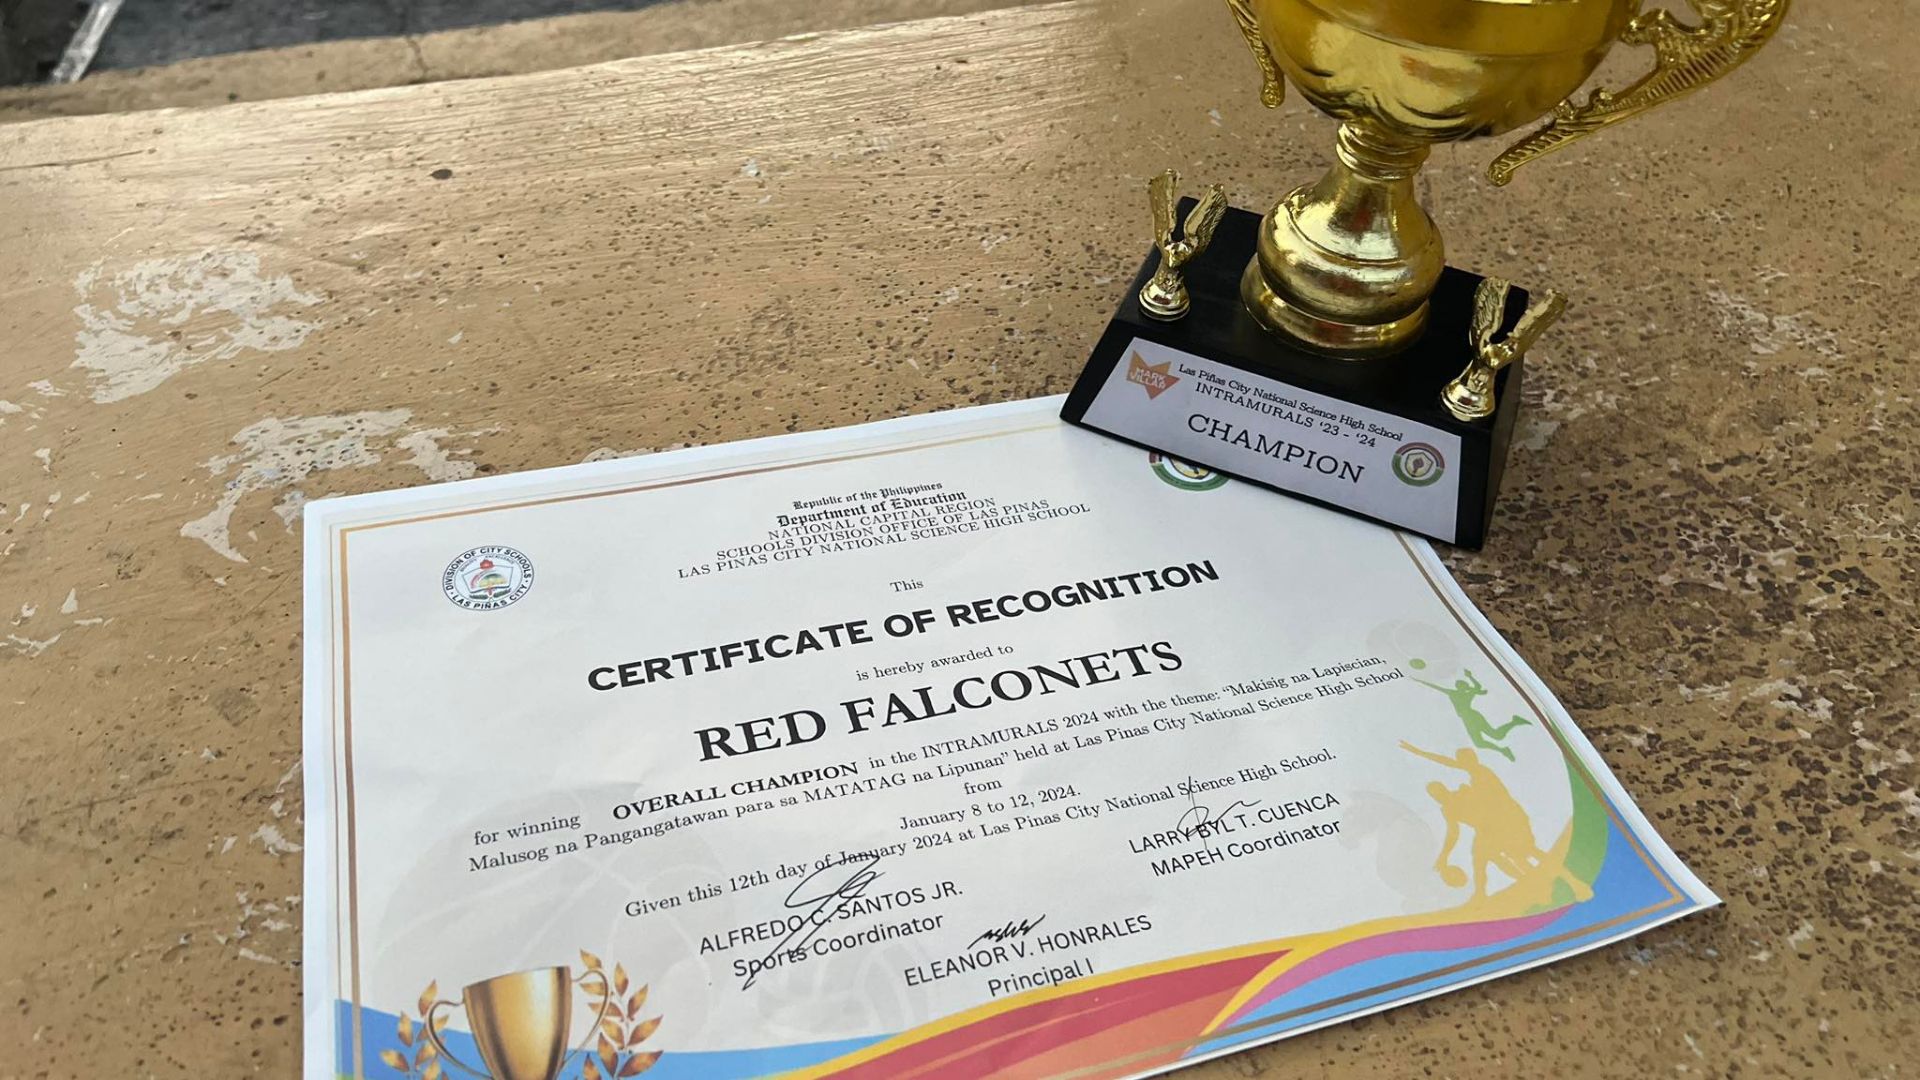 MARK
VILLAR
Las Piñas City National Science High School
INTRAMURALS '23 - '24
CHAMPION
Republic of the Philippines
Department of Education
NATIONAL CAPITAL REGION
SCHOOLS DIVISION OFFICE OF LAS PINAS
LAS PINAS CITY NATIONAL SCIENCE HIGH SCHOOL
DIVISION OF CITY SCHOOLS
LAS PIÑAS CITY
This
CERTIFICATE OF RECOGNITION
is hereby awarded to
RED FALCONETS
for winning OVERALL CHAMPION in the INTRAMURALS 2024 with the theme: “Makisig na Lapiscian,
Malusog na Pangangatawan para sa MATATAG na Lipunan” held at Las Pinas City National Science High School
from
January 8 to 12, 2024.
Given this 12th day of January 2024 at Las Pinas City National Science High School.
ALFREDO C. SANTOS JR.
Sports Coordinator
LARRY BYL T. CUENCA
MAPEH Coordinator
ELEANOR V. HONRALES
Principal I